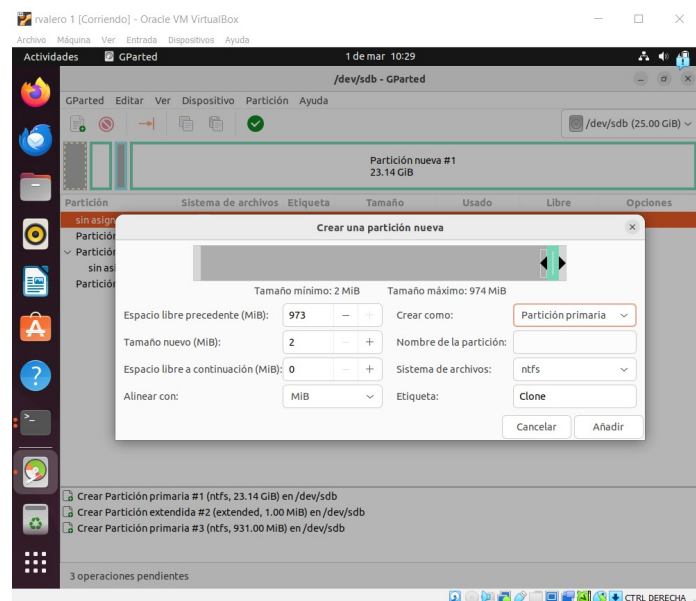 rvalero 1 [Corriendo] - Oracle VM VirtualBox
Archivo Máquina Ver Entrada Dispositivos Ayuda
Actividades GParted 1 de mar 10:29
/dev/sdb - GParted
GParted Editar Ver Dispositivo Partición Ayuda
/dev/sdb (25.00 GiB)
Partición nueva #1
23.14 GiB
Partición Sistema de archivos Etiqueta Tamaño Usado Libre Opciones
sin asign
Partición
Partició
sin as
Partición
Crear una partición nueva
Tamaño mínimo: 2 MiB Tamaño máximo: 974 MiB
Espacio libre precedente (MiB): 973 Crear como: Partición primaria
Tamaño nuevo (MiB): 2 Nombre de la partición:
Espacio libre a continuación (MiB): 0 Sistema de archivos: ntfs
Alinear con: MiB Etiqueta: Clone
Cancelar Añadir
Crear Partición primaria #1 (ntfs, 23.14 GiB) en /dev/sdb
Crear Partición extendida #2 (extended, 1.00 MiB) en /dev/sdb
Crear Partición primaria #3 (ntfs, 931.00 MiB) en /dev/sdb
3 operaciones pendientes
CTRL DERECHA